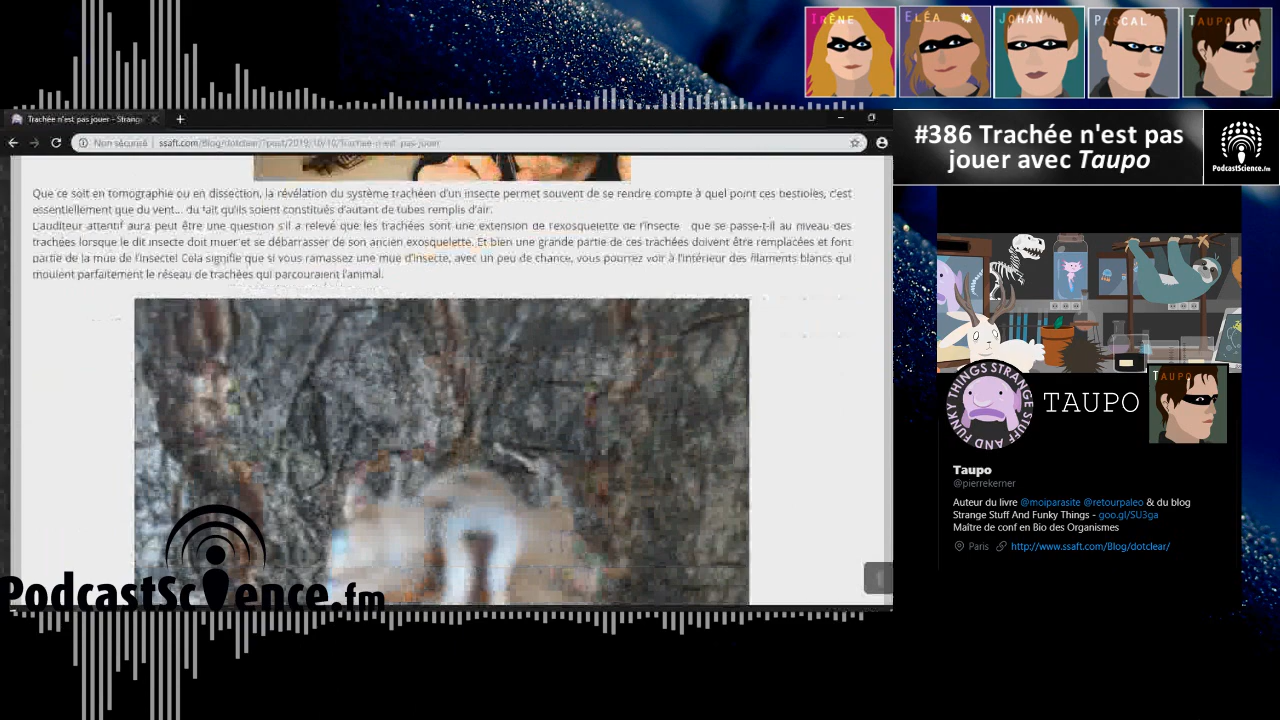 IRÈNE
ELÉA
JOHAN
PASCAL
TAUPO
Trachée n'est pas jouer - Strang
Non sécurisé | ssaft.com/Blog/dotclear/?post/2019/10/10/Trachee-n-est-pas-jouer
#386 Trachée n'est pas
jouer avec Taupo
PodcastScience.fm
Que ce soit en tomographie ou en dissection, la révélation du système trachéen d'un insecte permet souvent de se rendre compte à quel point ces bestioles, c'est
essentiellement que du vent... du fait qu'ils soient constitués d'autant de tubes remplis d'air.
L'auditeur attentif aura peut être une question s'il a relevé que les trachées sont une extension de l'exosquelette de l'insecte : que se passe-t-il au niveau des
trachées lorsque le dit insecte doit muer et se débarrasser de son ancien exosquelette. Et bien une grande partie de ces trachées doivent être remplacées et font
partie de la mue de l'insecte! Cela signifie que si vous ramassez une mue d'insecte, avec un peu de chance, vous pourrez voir à l'intérieur des filaments blancs qui
moulent parfaitement le réseau de trachées qui parcouraient l'animal.
PodcastScience.fm
STRANGE STUFF AND FUNKY THINGS
TAUPO
TAUPO
Taupo
@pierrekerner
Auteur du livre @moiparasite @retourpaleo & du blog
Strange Stuff And Funky Things - goo.gl/SU3ga
Maître de conf en Bio des Organismes
Paris http://www.ssaft.com/Blog/dotclear/